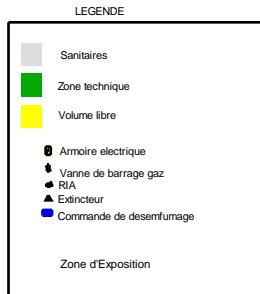 LEGENDE
Sanitaires
Zone technique
Volume libre
Armoire electrique
Vanne de barrage gaz
RIA
Extincteur
Commande de desemfumage
Zone d'Exposition